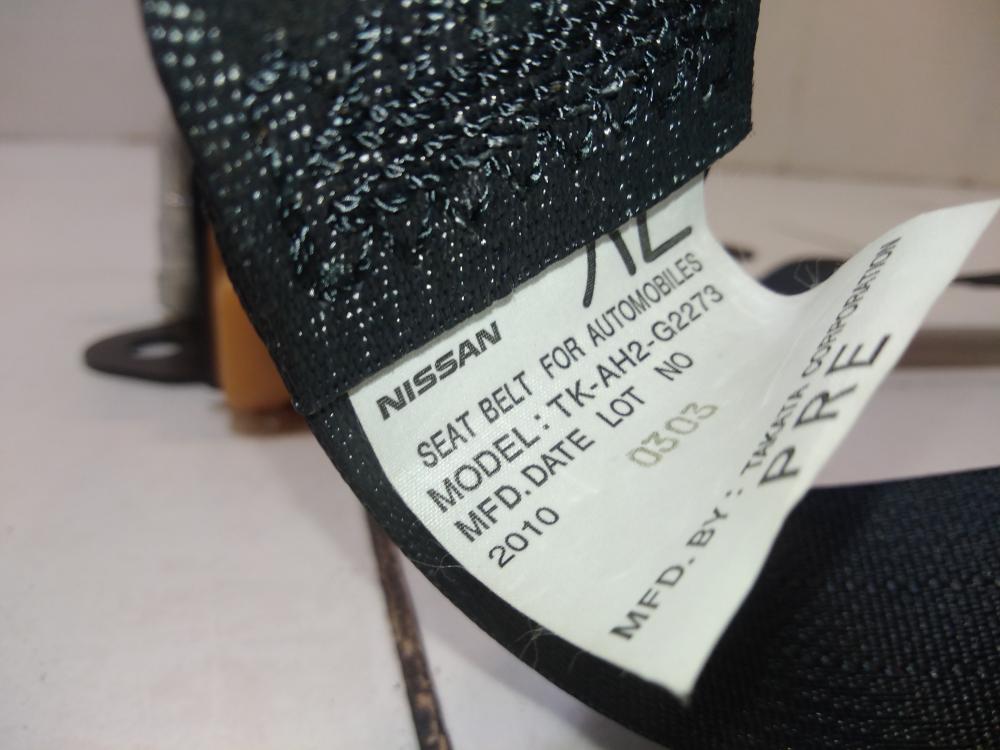 NISSAN
SEAT BELT FOR AUTOMOBILES
MODEL: TK-AH2-G2273
MFD. DATE LOT NO
2010 0303
MFD. BY: TAKATA CORPORATION
PRE